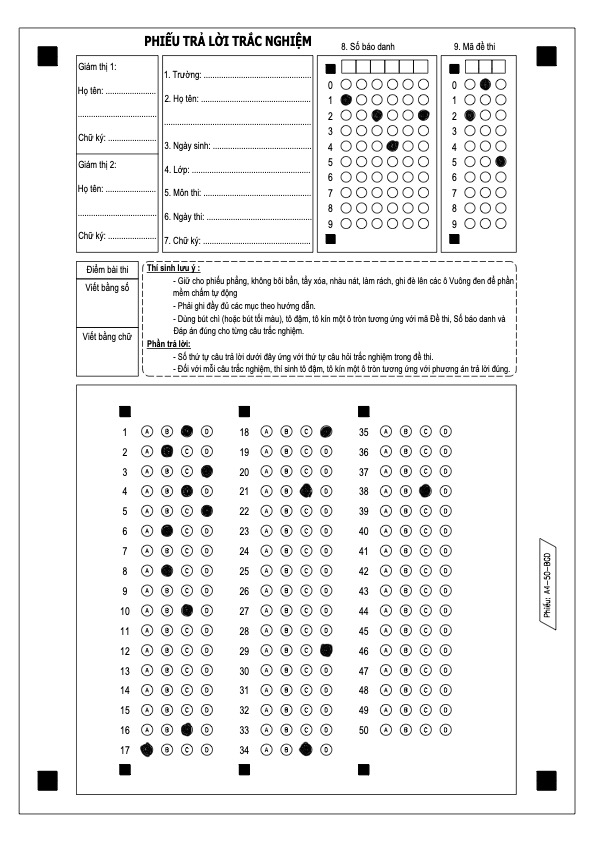 PHIẾU TRẢ LỜI TRẮC NGHIỆM
Giám thị 1:
Họ tên: .....................
.................................
Chữ ký: .....................
Giám thị 2:
Họ tên: .....................
.................................
Chữ ký: .....................
1. Trường: .............................................
2. Họ tên: .............................................
.............................................
3. Ngày sinh: .............................................
4. Lớp: .............................................
5. Môn thi: .............................................
6. Ngày thi: .............................................
7. Chữ ký: .............................................
8. Số báo danh
0
1
2
3
4
5
6
7
8
9
9. Mã đề thi
0
1
2
3
4
5
6
7
8
9
Điểm bài thi
Viết bằng số
Viết bằng chữ
Thí sinh lưu ý :
- Giữ cho phiếu phẳng, không bôi bẩn, tẩy xóa, nhàu nát, làm rách, ghi đè lên các ô Vuông đen để phần
mềm chấm tự động
- Phải ghi đầy đủ các mục theo hướng dẫn.
- Dùng bút chì (hoặc bút tối màu), tô đậm, tô kín một ô tròn tương ứng với mã Đề thi, Số báo danh và
Đáp án đúng cho từng câu trắc nghiệm.
Phần trả lời:
- Số thứ tự câu trả lời dưới đây ứng với thứ tự câu hỏi trắc nghiệm trong đề thi.
- Đối với mỗi câu trắc nghiệm, thí sinh tô đậm, tô kín một ô tròn tương ứng với phương án trả lời đúng.
1 A B D
2 A C D
3 A B C
4 A B D
5 A B C
6 A C D
7 A B C D
8 A C D
9 A B C D
10 A B D
11 A B C D
12 A B C D
13 A B C D
14 A B C D
15 A B C D
16 A B D
17 B C D
18 A B C
19 A B C D
20 A B C D
21 A B D
22 A B C D
23 A B C D
24 A B C D
25 A B C D
26 A B C D
27 A B C D
28 A B C D
29 A B C
30 A B C D
31 A B C D
32 A B C D
33 A B C D
34 A B D
35 A B C D
36 A B C D
37 A B C D
38 A B D
39 A B C D
40 A B C D
41 A B C D
42 A B C D
43 A B C D
44 A B C D
45 A B C D
46 A B C D
47 A B C D
48 A B C D
49 A B C D
50 A B C D
Phiếu: A4-50-BGD